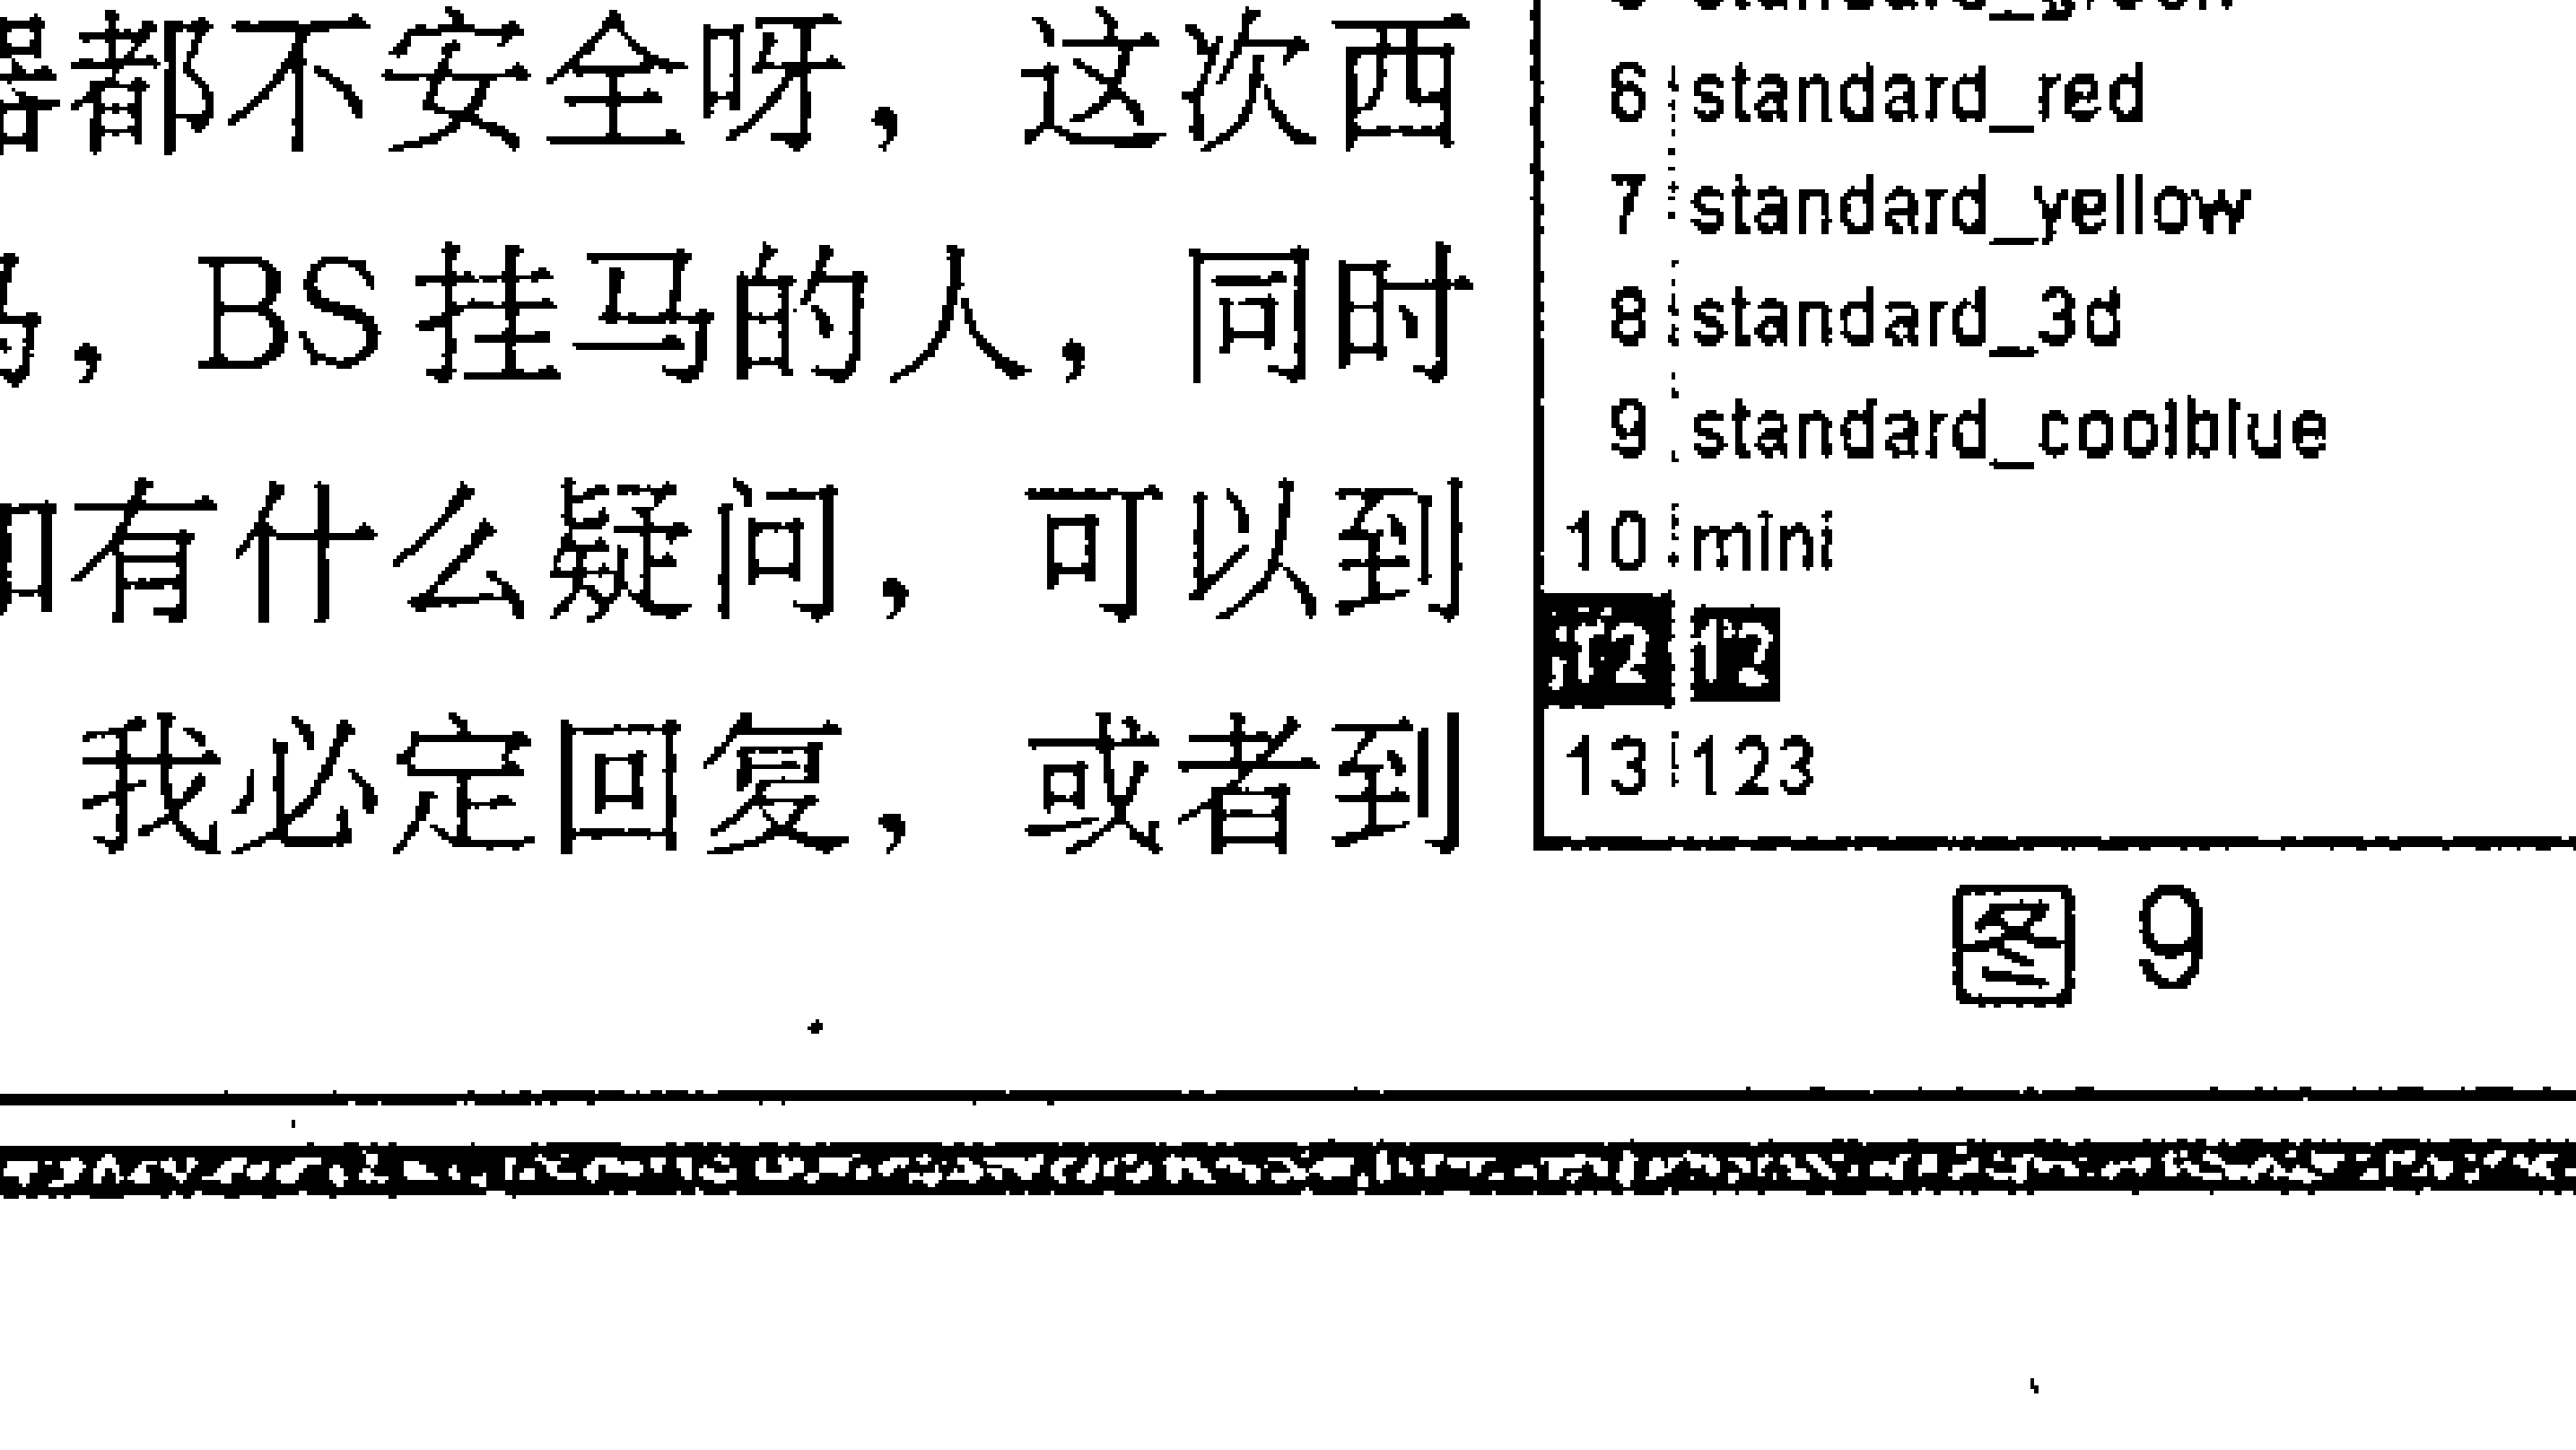 都不安全呀，这次西
，BS挂马的人，同时
有什么疑问，可以到
我必定回复，或者到
6 standard_red
7 standard_yellow
8 standard_3d
9 standard_coolblue
10 mini
12 12
13 123
图 9